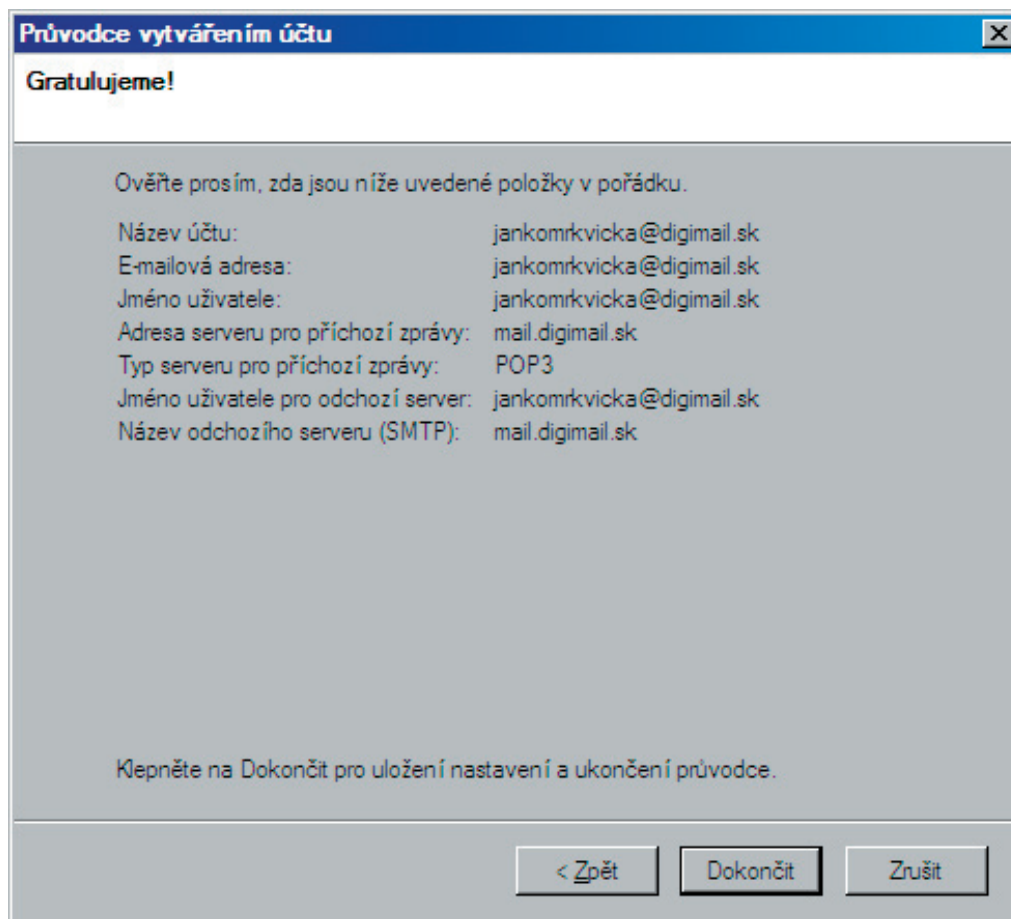 Průvodce vytvářením účtu
Gratulujeme!
Ověřte prosím, zda jsou níže uvedené položky v pořádku.
Název účtu: jankomrkvicka@digimail.sk
E-mailová adresa: jankomrkvicka@digimail.sk
Jméno uživatele: jankomrkvicka@digimail.sk
Adresa serveru pro příchozí zprávy: mail.digimail.sk
Typ serveru pro příchozí zprávy: POP3
Jméno uživatele pro odchozí server: jankomrkvicka@digimail.sk
Název odchozího serveru (SMTP): mail.digimail.sk
Klepněte na Dokončit pro uložení nastavení a ukončení průvodce.
< Zpět Dokončit Zrušit